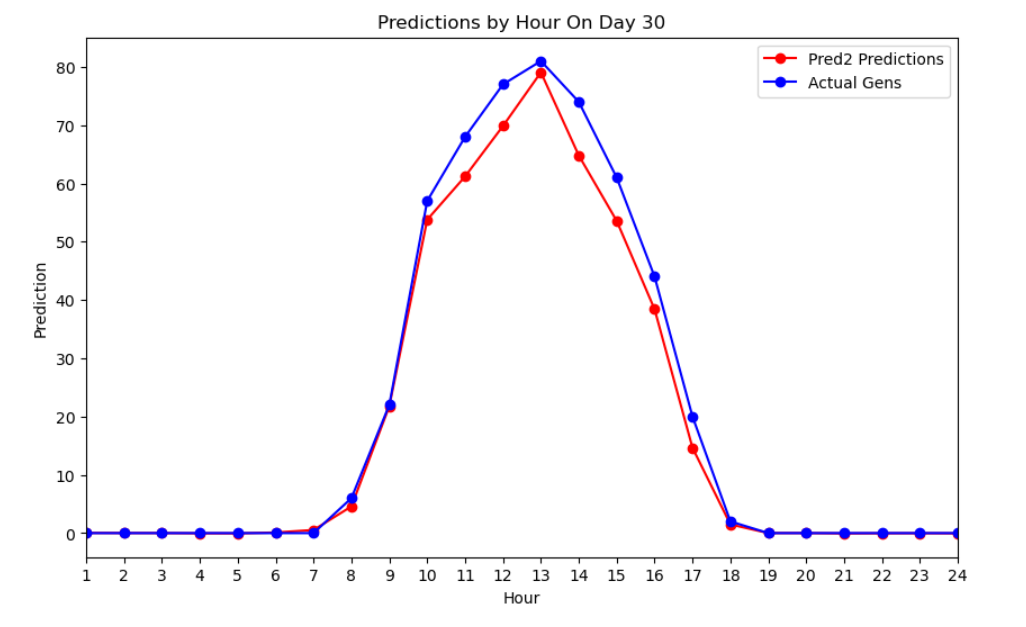 Predictions by Hour On Day 30
Pred2 Predictions
Actual Gens
Prediction
80
70
60
50
40
30
20
10
0
1 2 3 4 5 6 7 8 9 10 11 12 13 14 15 16 17 18 19 20 21 22 23 24
Hour